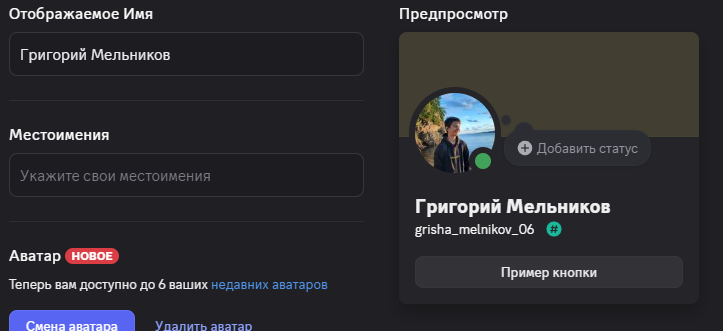 Отображаемое Имя
Григорий Мельников
Местоимения
Укажите свои местоимения
Аватар НОВОЕ
Теперь вам доступно до 6 ваших недавних аватаров
Смена аватара Удалить аватар
Предпросмотр
Добавить статус
Григорий Мельников
grisha_melnikov_06 #
Пример кнопки